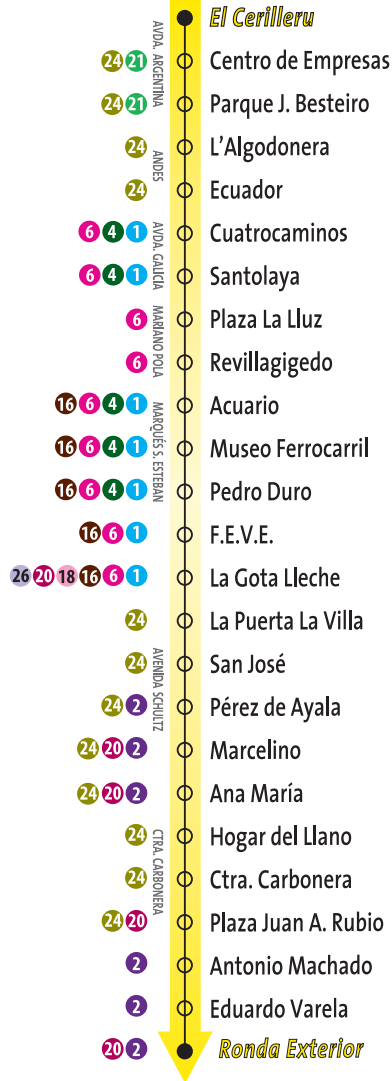 El Cerilleru
24 21 Centro de Empresas
24 21 Parque J. Besteiro
AVDA. ARGENTINA
24 L'Algodonera
24 Ecuador
ANDES
6 4 1 Cuatrocaminos
6 4 1 Santolaya
AVDA. GALICIA
6 Plaza La Lluz
6 Revillagigedo
MARIANO POLA
16 6 4 1 Acuario
16 6 4 1 Museo Ferrocarril
16 6 4 1 Pedro Duro
MARQUÉS S. ESTEBAN
16 6 1 F.E.V.E.
26 20 18 16 6 1 La Gota Lleche
24 La Puerta La Villa
24 San José
24 2 Pérez de Ayala
AVENIDA SCHULTZ
24 20 2 Marcelino
24 20 2 Ana María
24 Hogar del Llano
24 Ctra. Carbonera
CTRA. CARBONERA
24 20 Plaza Juan A. Rubio
2 Antonio Machado
2 Eduardo Varela
20 2 Ronda Exterior